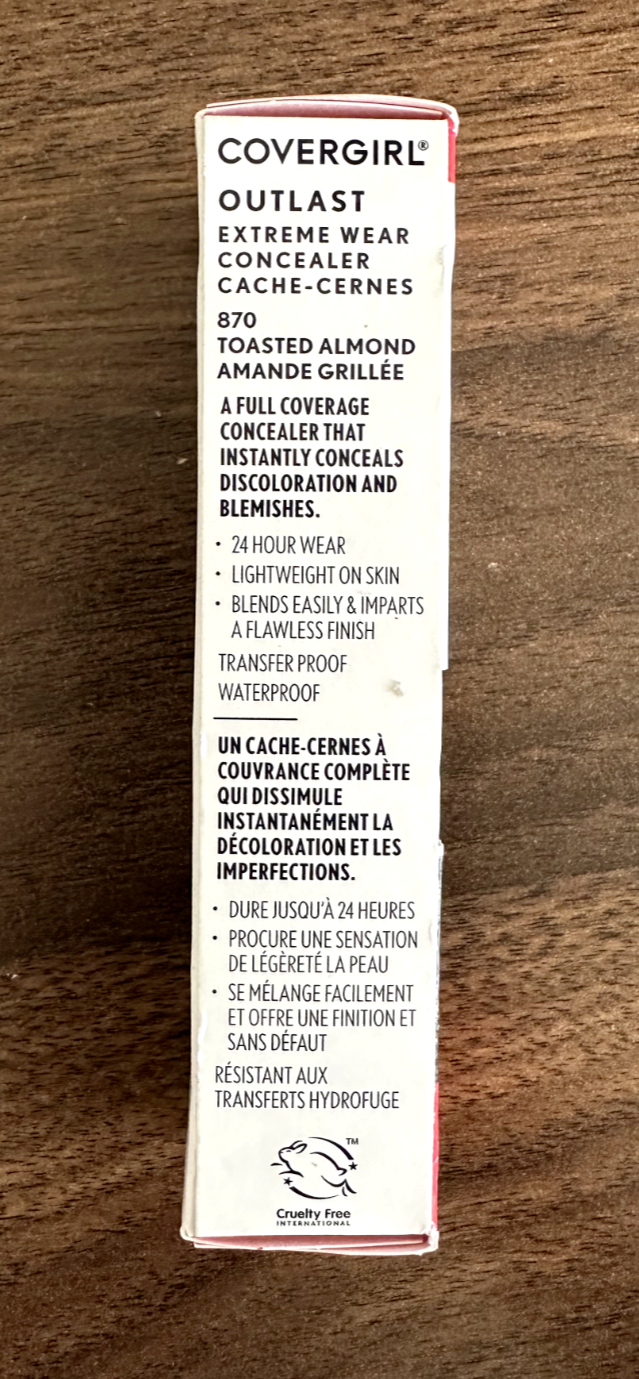 COVERGIRL®
OUTLAST
EXTREME WEAR
CONCEALER
CACHE-CERNES
870
TOASTED ALMOND
AMANDE GRILLÉE
A FULL COVERAGE
CONCEALER THAT
INSTANTLY CONCEALS
DISCOLORATION AND
BLEMISHES.
• 24 HOUR WEAR
• LIGHTWEIGHT ON SKIN
• BLENDS EASILY & IMPARTS
A FLAWLESS FINISH
TRANSFER PROOF
WATERPROOF
UN CACHE-CERNES À
COUVRANCE COMPLÈTE
QUI DISSIMULE
INSTANTANÉMENT LA
DÉCOLORATION ET LES
IMPERFECTIONS.
• DURE JUSQU'À 24 HEURES
• PROCURE UNE SENSATION
DE LÉGÈRETÉ LA PEAU
• SE MÉLANGE FACILEMENT
ET OFFRE UNE FINITION ET
SANS DÉFAUT
RÉSISTANT AUX
TRANSFERTS HYDROFUGE
TM
Cruelty Free
INTERNATIONAL